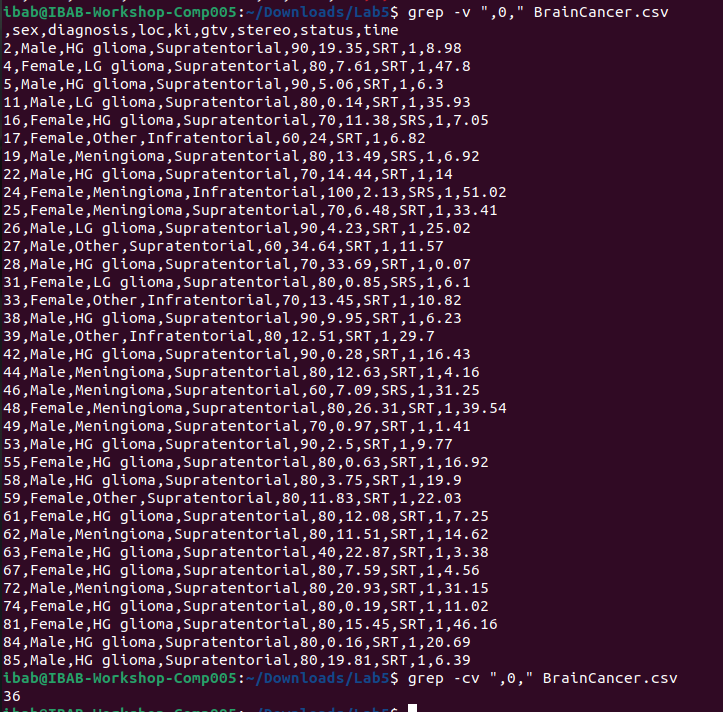 ibab@IBAB-Workshop-Comp005:~/Downloads/Lab5$ grep -v ",0," BrainCancer.csv
,sex,diagnosis,loc,ki,gtv,stereo,status,time
2,Male,HG glioma,Supratentorial,90,19.35,SRT,1,8.98
4,Female,LG glioma,Supratentorial,80,7.61,SRT,1,47.8
5,Male,HG glioma,Supratentorial,90,5.06,SRT,1,6.3
11,Male,LG glioma,Supratentorial,80,0.14,SRT,1,35.93
16,Female,HG glioma,Supratentorial,70,11.38,SRS,1,7.05
17,Female,Other,Infratentorial,60,24,SRT,1,6.82
19,Male,Meningioma,Supratentorial,80,13.49,SRS,1,6.92
22,Male,HG glioma,Supratentorial,70,14.44,SRT,1,14
24,Female,Meningioma,Infratentorial,100,2.13,SRS,1,51.02
25,Female,Meningioma,Supratentorial,70,6.48,SRT,1,33.41
26,Male,LG glioma,Supratentorial,90,4.23,SRT,1,25.02
27,Male,Other,Supratentorial,60,34.64,SRT,1,11.57
28,Male,HG glioma,Supratentorial,70,33.69,SRT,1,0.07
31,Female,LG glioma,Supratentorial,80,0.85,SRS,1,6.1
33,Female,Other,Infratentorial,70,13.45,SRT,1,10.82
38,Male,HG glioma,Supratentorial,90,9.95,SRT,1,6.23
39,Male,Other,Infratentorial,80,12.51,SRT,1,29.7
42,Male,HG glioma,Supratentorial,90,0.28,SRT,1,16.43
44,Male,Meningioma,Supratentorial,80,12.63,SRT,1,4.16
46,Male,Meningioma,Supratentorial,60,7.09,SRS,1,31.25
48,Female,Meningioma,Supratentorial,80,26.31,SRT,1,39.54
49,Male,Meningioma,Supratentorial,70,0.97,SRT,1,1.41
53,Male,HG glioma,Supratentorial,90,2.5,SRT,1,9.77
55,Female,HG glioma,Supratentorial,80,0.63,SRT,1,16.92
58,Male,HG glioma,Supratentorial,80,3.75,SRT,1,19.9
59,Female,Other,Supratentorial,80,11.83,SRT,1,22.03
61,Female,HG glioma,Supratentorial,80,12.08,SRT,1,7.25
62,Male,Meningioma,Supratentorial,80,11.51,SRT,1,14.62
63,Female,HG glioma,Supratentorial,40,22.87,SRT,1,3.38
67,Female,HG glioma,Supratentorial,80,7.59,SRT,1,4.56
72,Male,Meningioma,Supratentorial,80,20.93,SRT,1,31.15
74,Female,HG glioma,Supratentorial,80,0.19,SRT,1,11.02
81,Female,HG glioma,Supratentorial,80,15.45,SRT,1,46.16
84,Male,HG glioma,Supratentorial,80,0.16,SRT,1,20.69
85,Male,HG glioma,Supratentorial,80,19.81,SRT,1,6.39
ibab@IBAB-Workshop-Comp005:~/Downloads/Lab5$ grep -cv ",0," BrainCancer.csv
36
ibab@IBAB-Workshop-Comp005:~/Downloads/Lab5$